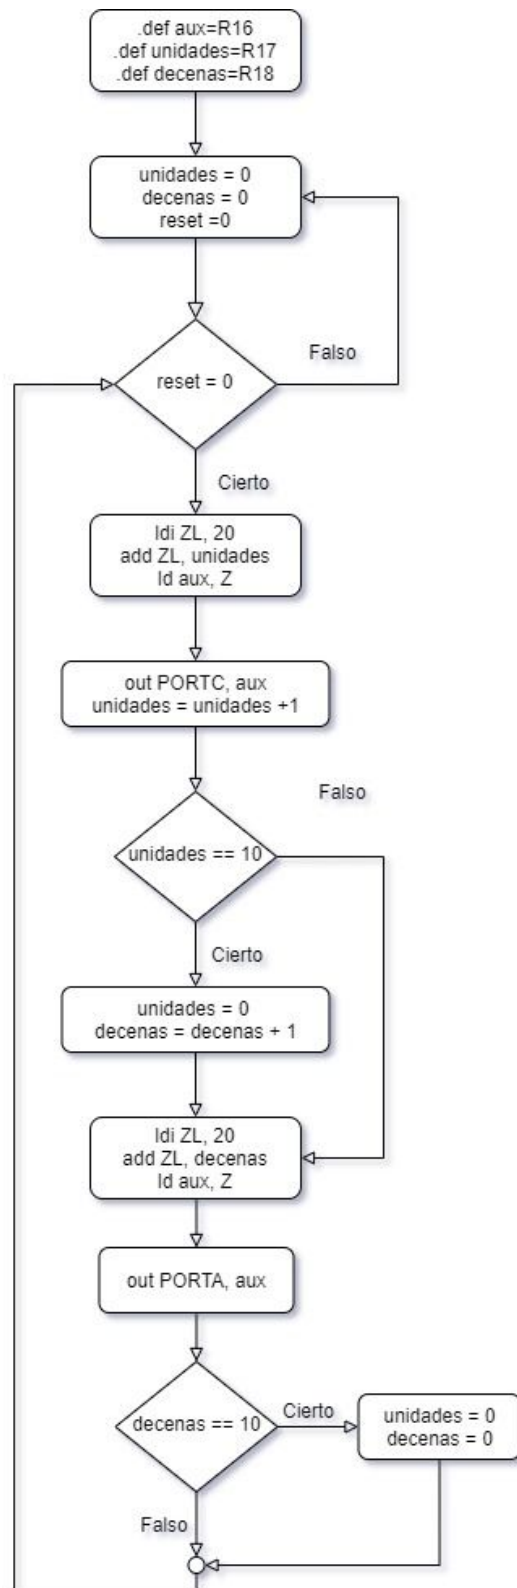 .def aux=R16
.def unidades=R17
.def decenas=R18
unidades = 0
decenas = 0
reset =0
Falso
reset = 0
Cierto
ldi ZL, 20
add ZL, unidades
ld aux, Z
out PORTC, aux
unidades = unidades +1
Falso
unidades == 10
Cierto
unidades = 0
decenas = decenas + 1
ldi ZL, 20
add ZL, decenas
ld aux, Z
out PORTA, aux
decenas == 10
Cierto
unidades = 0
decenas = 0
Falso